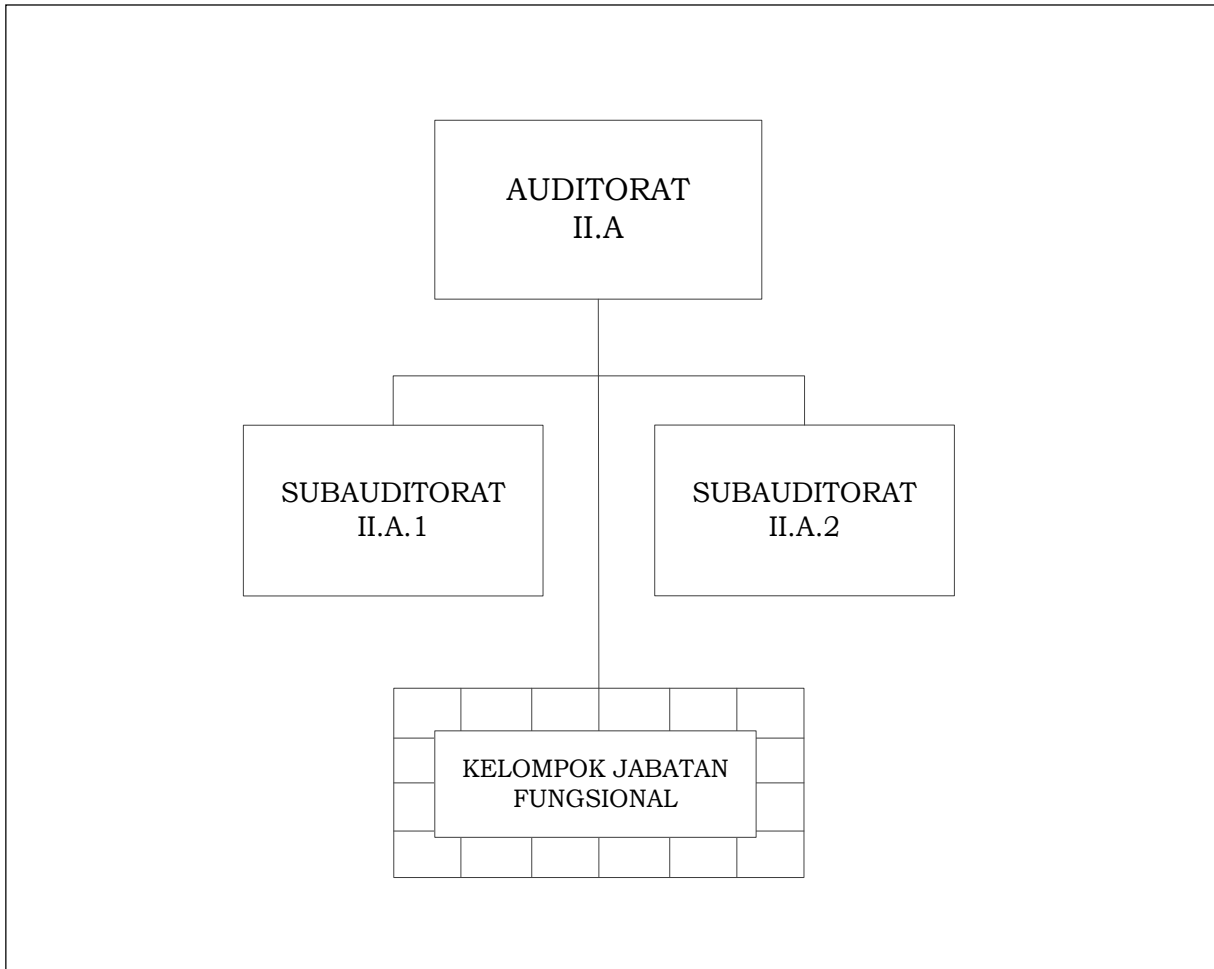 AUDITORAT
II.A
SUBAUDITORAT
II.A.1
SUBAUDITORAT
II.A.2
KELOMPOK JABATAN
FUNGSIONAL